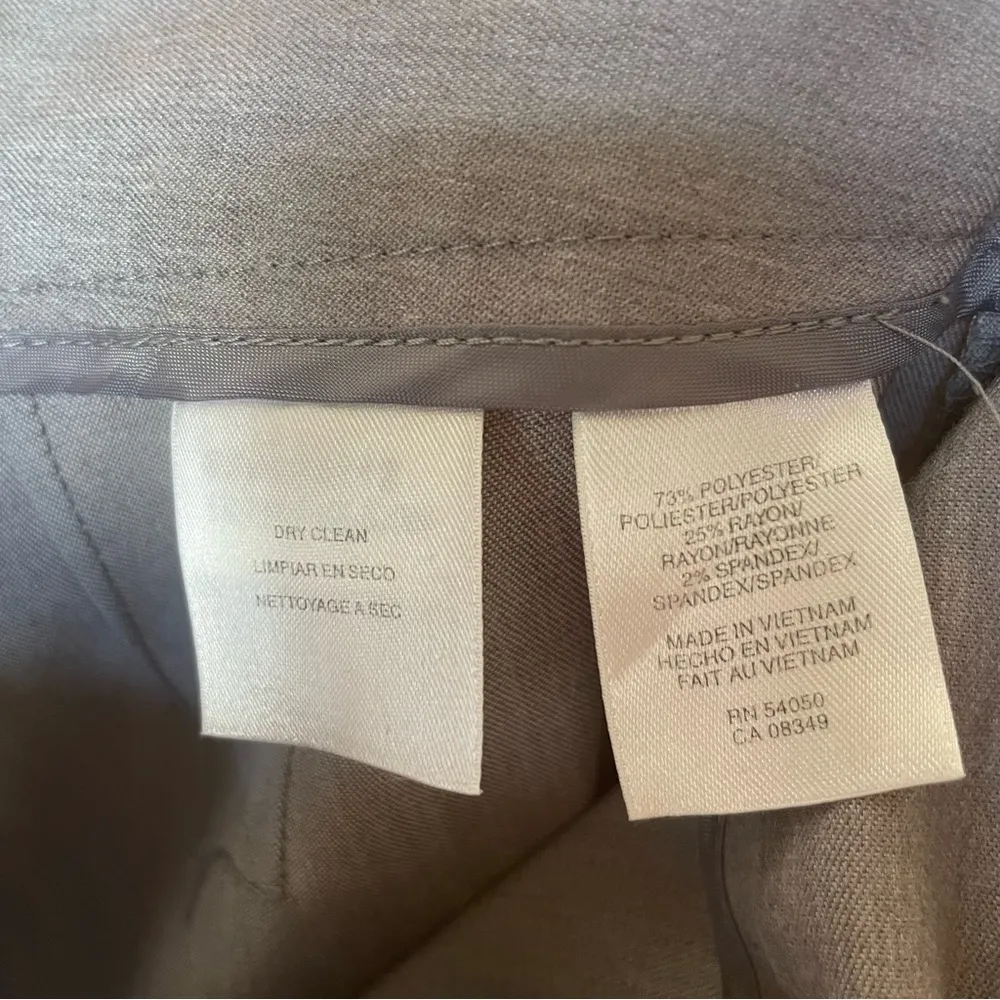 DRY CLEAN
LIMPIAR EN SECO
NETTOYAGE A SEC
73% POLYESTER/
POLIESTER/POLYESTER
25% RAYON/
RAYON/RAYONNE
2% SPANDEX/
SPANDEX/SPANDEX
MADE IN VIETNAM
HECHO EN VIETNAM
FAIT AU VIETNAM
RN 54050
CA 08349